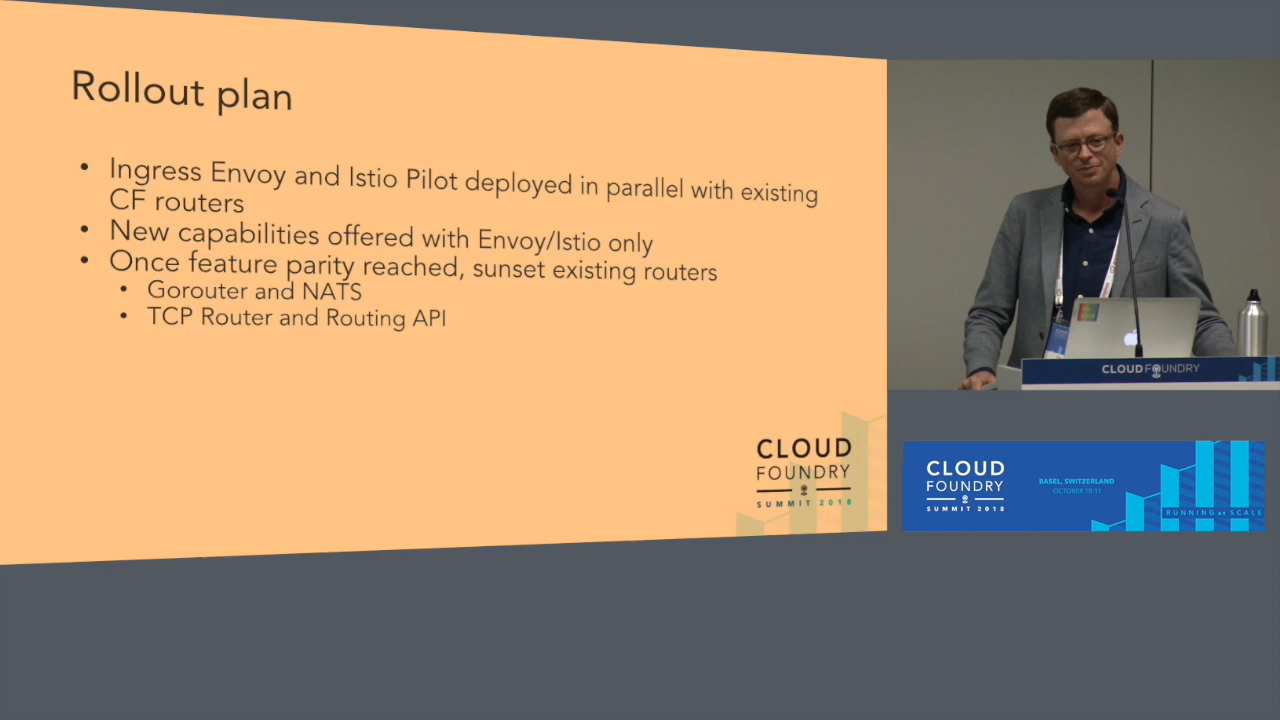 Rollout plan
• Ingress Envoy and Istio Pilot deployed in parallel with existing
CF routers
• New capabilities offered with Envoy/Istio only
• Once feature parity reached, sunset existing routers
• Gorouter and NATS
• TCP Router and Routing API
CLOUD
FOUNDRY
SUMMIT 2018
CLOUD FOUNDRY
CLOUD
FOUNDRY
SUMMIT 2018
BASEL, SWITZERLAND
OCTOBER 10-11
RUNNING at SCALE